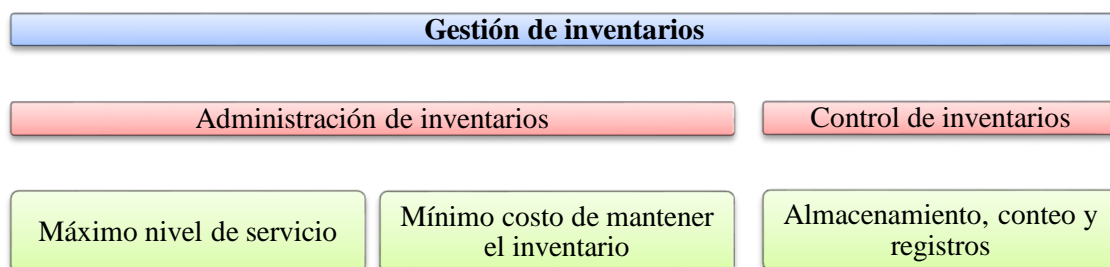 Gestión de inventarios
Administración de inventarios
Control de inventarios
Máximo nivel de servicio
Mínimo costo de mantener
el inventario
Almacenamiento, conteo y
registros